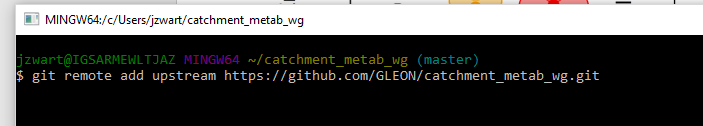 MINGW64:/c/Users/jzwart/catchment_metab_wg
jzwart@IGSARMEWLTJAZ MINGW64 ~/catchment_metab_wg (master)
$ git remote add upstream https://github.com/GLEON/catchment_metab_wg.git